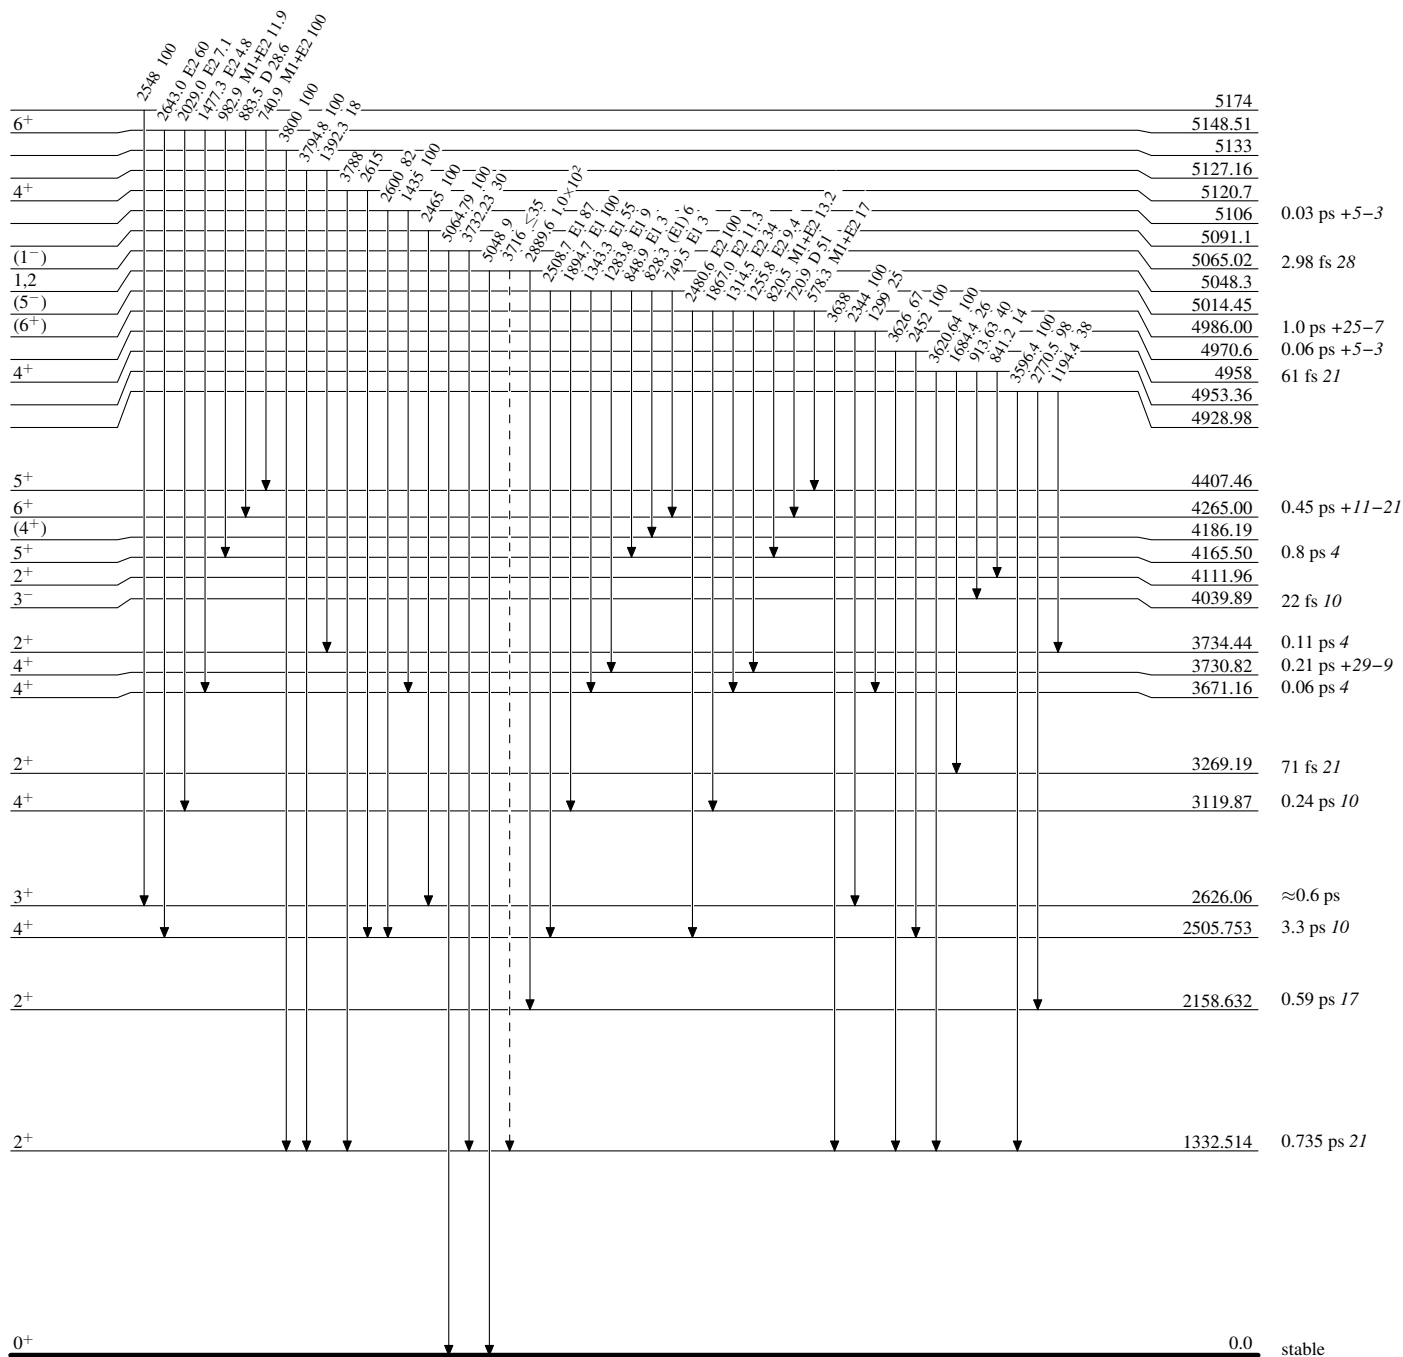 2548 100
2643.0 E2 60
2029.0 E2 7.1
1477.3 E2 4.8
982.9 M1+E2 11.9
883.5 D 28.6
740.9 M1+E2 100
3800 100
3794.8 100
1392.3 18
3788
2615
2600 82
1435 100
2465 100
5064.79 100
3732.23 30
5048 9
3716 ≤35
2889.6 1.0×10²
2508.7 E1 87
1894.7 E1 100
1343.3 E1 55
1283.8 E1 9
848.9 E1 3
828.3 (E1) 6
749.5 E1 3
2480.6 E2 100
1867.0 E2 11.3
1314.5 E2 34
1255.8 E2 9.4
820.5 M1+E2 13.2
720.9 D 51
578.3 M1+E2 17
3638
2344 100
1299 25
3626 67
2452 100
3620.64 100
1684.4 26
913.63 40
841.2 14
3596.4 100
2770.5 98
1194.4 38
5174
6⁺ 5148.51
5133
5127.16
4⁺ 5120.7
5106 0.03 ps +5−3
5091.1
(1⁻) 5065.02 2.98 fs 28
1,2 5048.3
(5⁻) 5014.45
(6⁺) 4986.00 1.0 ps +25−7
4970.6 0.06 ps +5−3
4⁺ 4958 61 fs 21
4953.36
4928.98
5⁺ 4407.46
6⁺ 4265.00 0.45 ps +11−21
(4⁺) 4186.19
5⁺ 4165.50 0.8 ps 4
2⁺ 4111.96
3⁻ 4039.89 22 fs 10
2⁺ 3734.44 0.11 ps 4
4⁺ 3730.82 0.21 ps +29−9
4⁺ 3671.16 0.06 ps 4
2⁺ 3269.19 71 fs 21
4⁺ 3119.87 0.24 ps 10
3⁺ 2626.06 ≈0.6 ps
4⁺ 2505.753 3.3 ps 10
2⁺ 2158.632 0.59 ps 17
2⁺ 1332.514 0.735 ps 21
0⁺ 0.0 stable